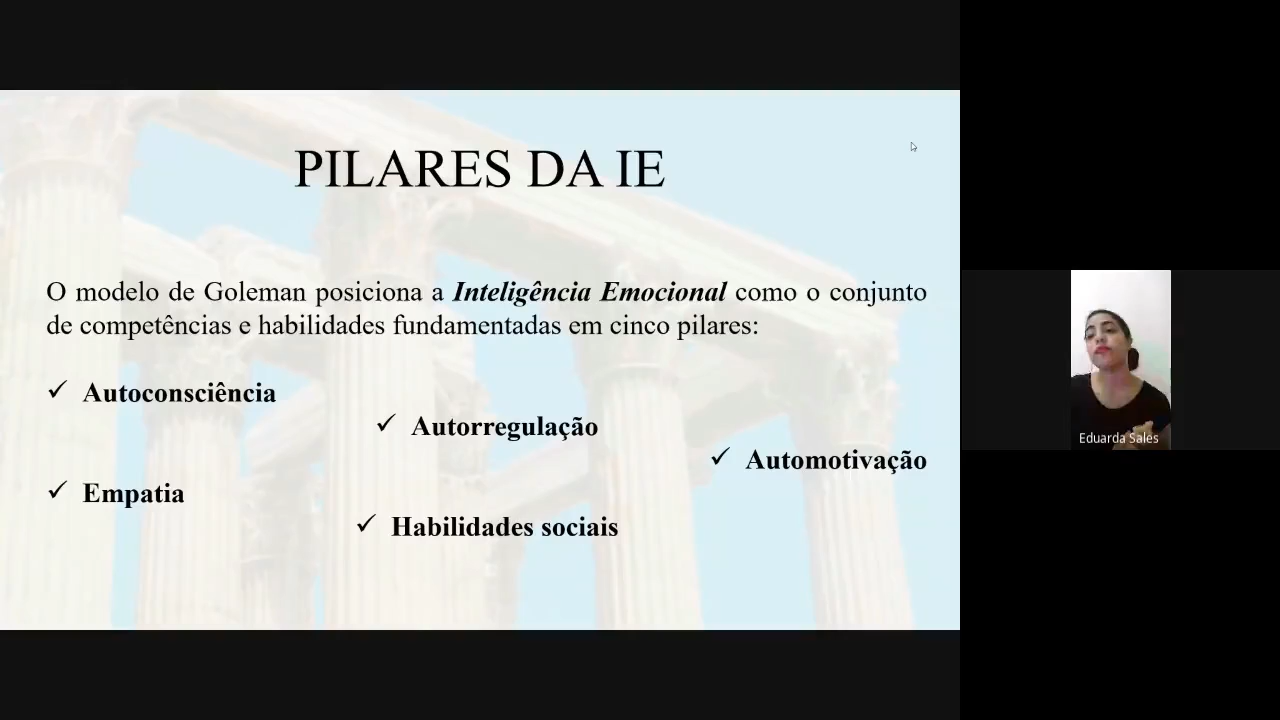 PILARES DA IE
O modelo de Goleman posiciona a Inteligência Emocional como o conjunto
de competências e habilidades fundamentadas em cinco pilares:
✓ Autoconsciência
✓ Autorregulação
✓ Automotivação
✓ Empatia
✓ Habilidades sociais
Eduarda Sales